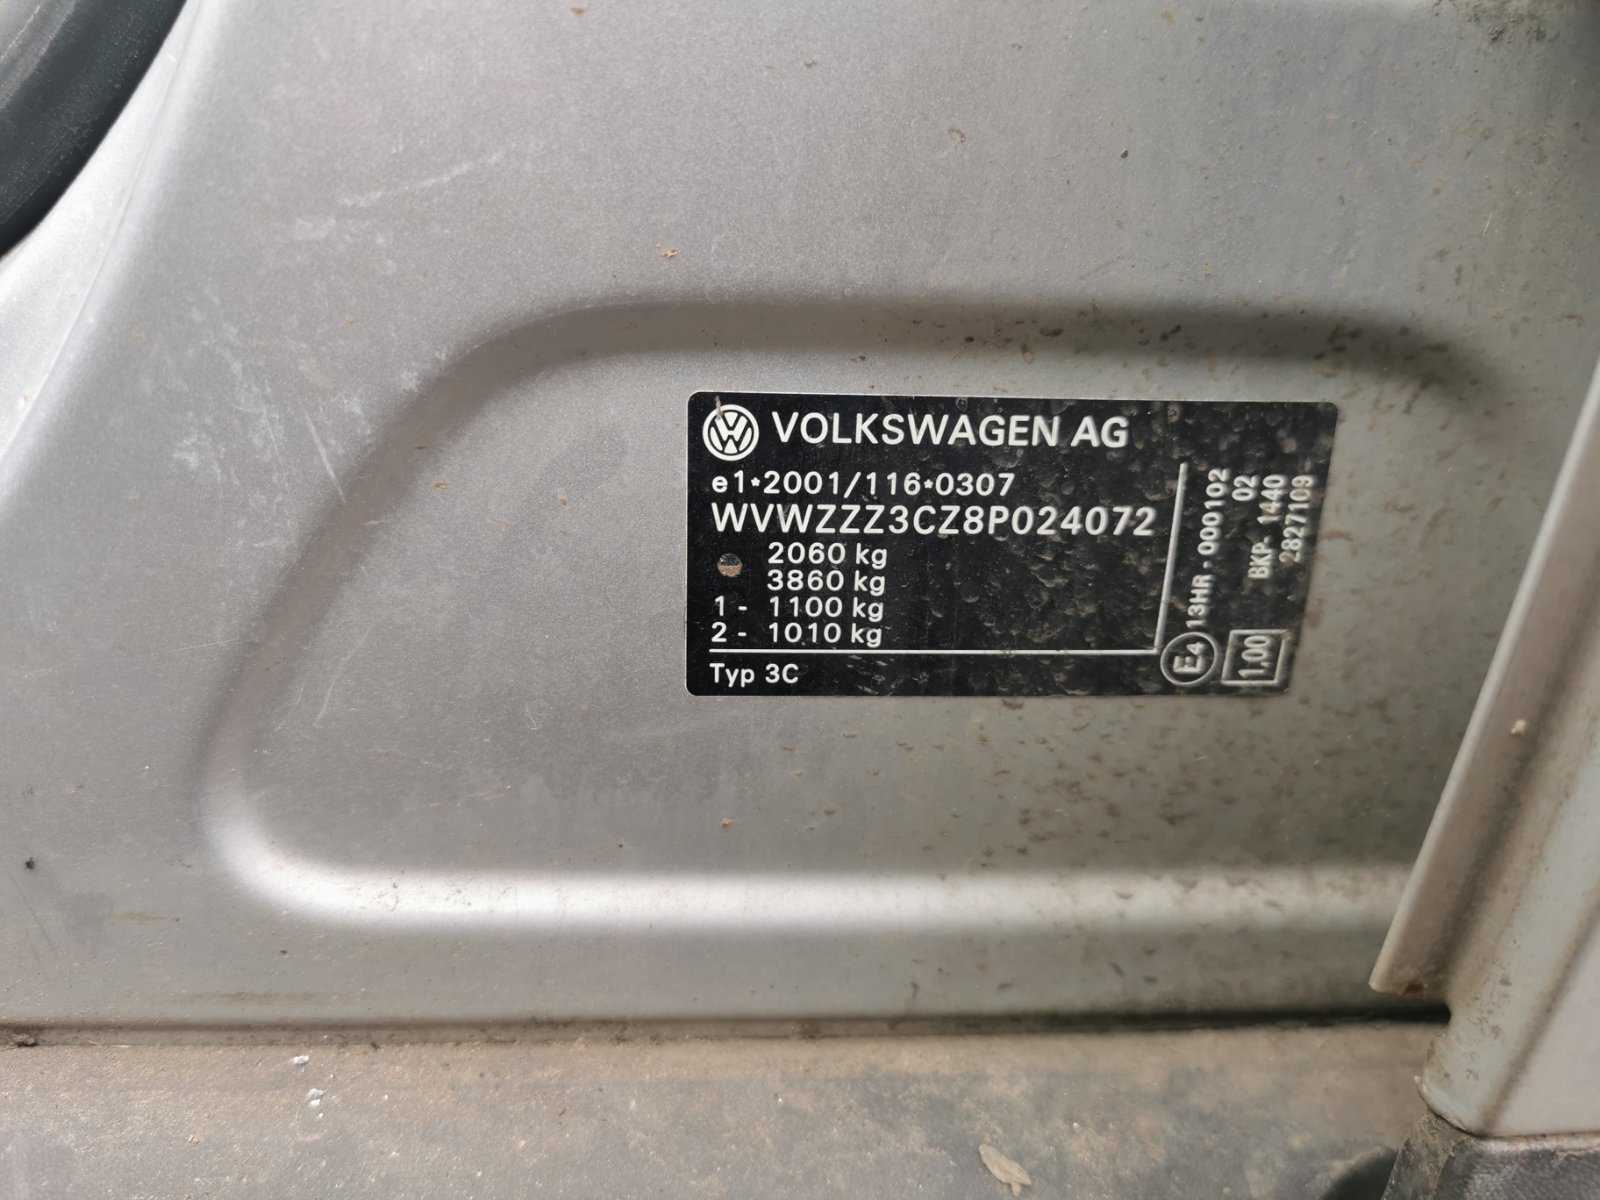 VOLKSWAGEN AG
e1*2001/116*0307
WVWZZZ3CZ8P024072
2060 kg
3860 kg
1 - 1100 kg
2 - 1010 kg
Typ 3C
E4 13HR - 000102
02
BKP- 1440
2827109
1.00